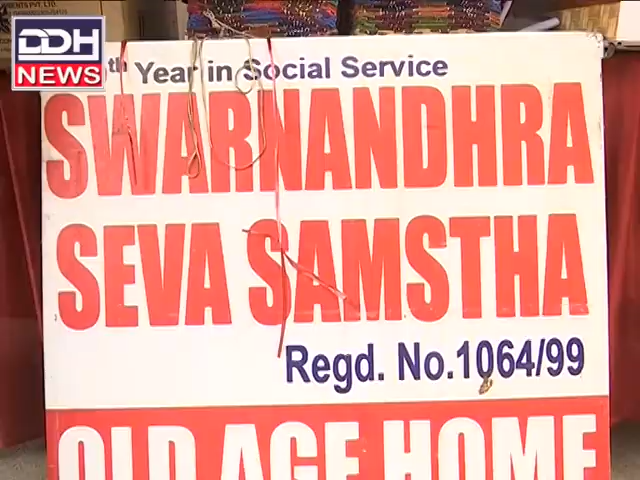 DDH
NEWS
th Year in Social Service
SWARNANDHRA
SEVA SAMSTHA
Regd. No.1064/99
OLD AGE HOME